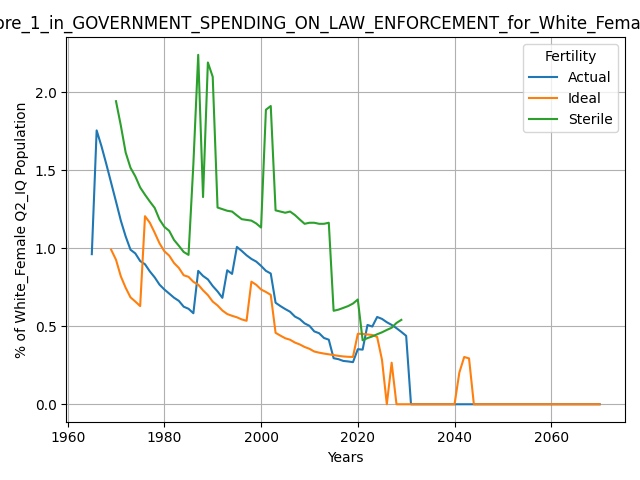 ore_1_in_GOVERNMENT_SPENDING_ON_LAW_ENFORCEMENT_for_White_Fema
Fertility
Actual
Ideal
Sterile
% of White_Female Q2_IQ Population
2.0
1.5
1.0
0.5
0.0
1960 1980 2000 2020 2040 2060
Years